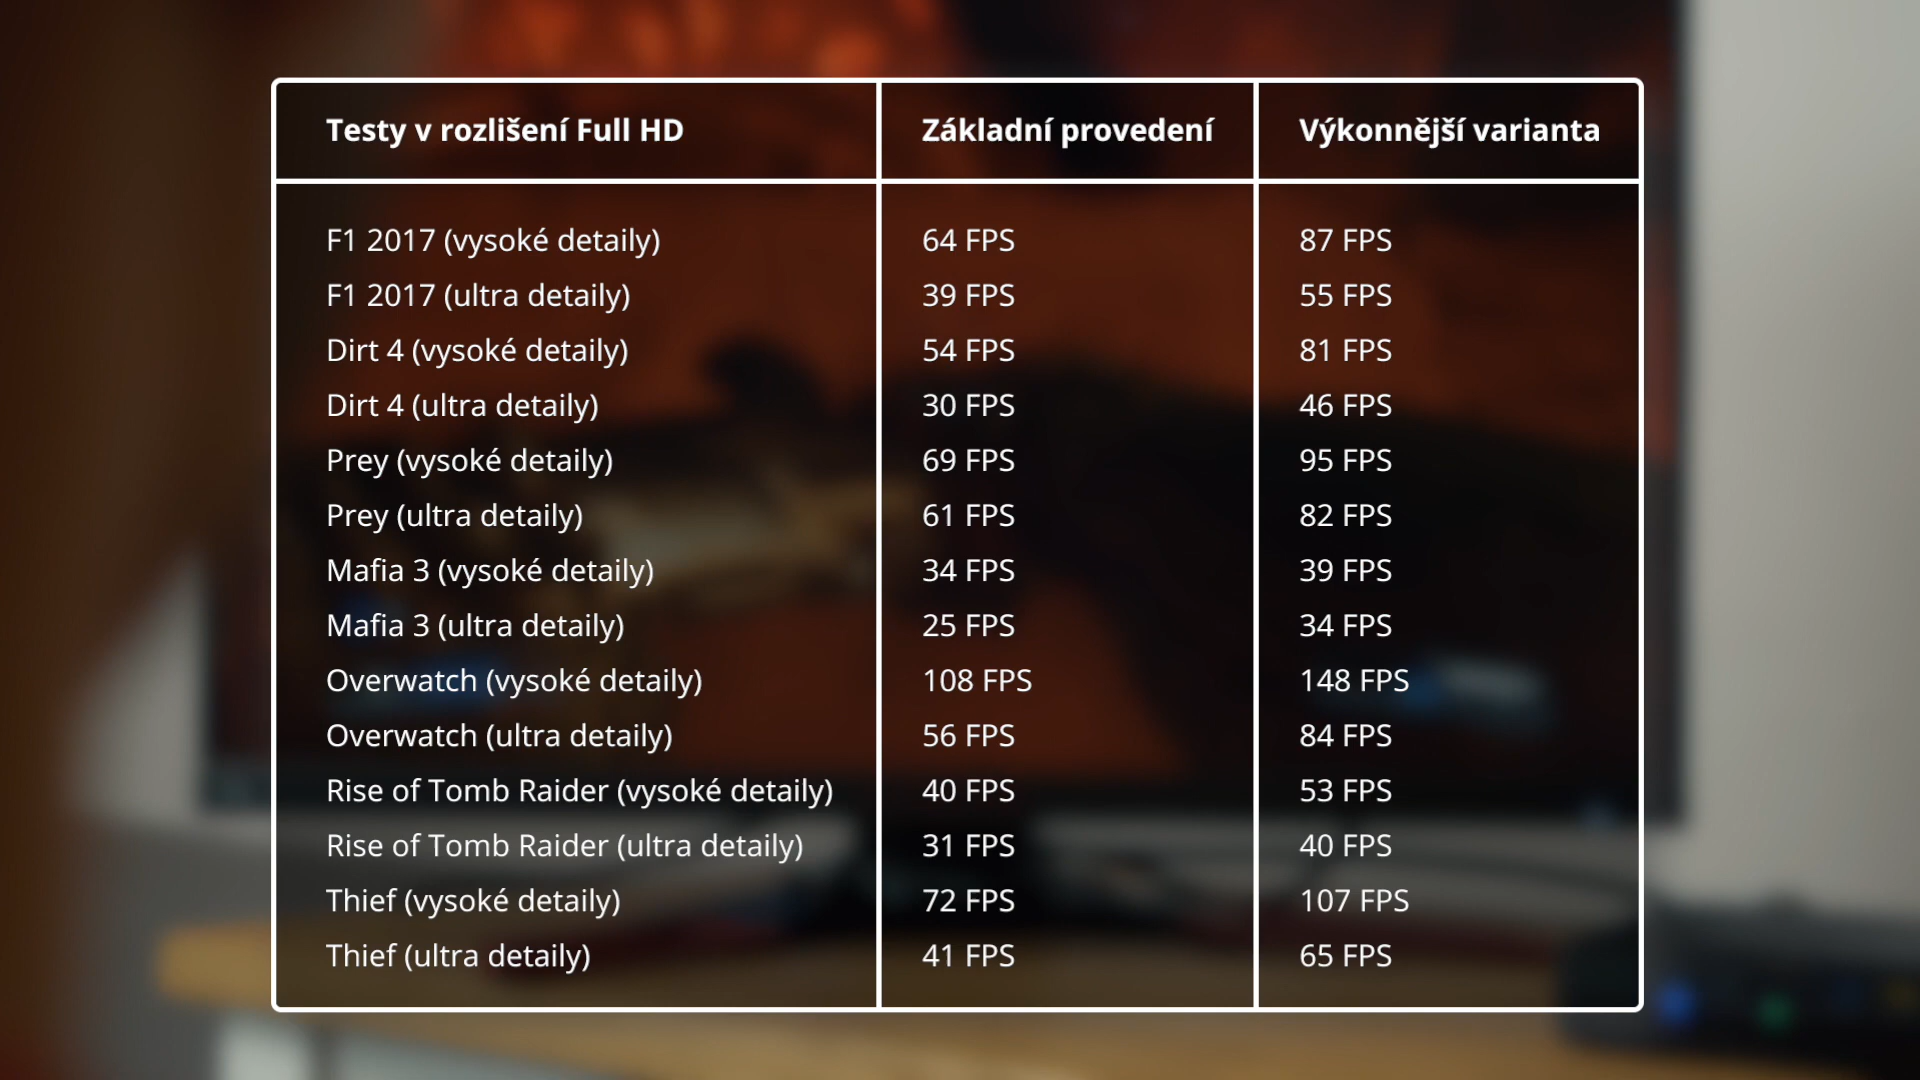 Testy v rozlišení Full HD Základní provedení Výkonnější varianta
F1 2017 (vysoké detaily) 64 FPS 87 FPS
F1 2017 (ultra detaily) 39 FPS 55 FPS
Dirt 4 (vysoké detaily) 54 FPS 81 FPS
Dirt 4 (ultra detaily) 30 FPS 46 FPS
Prey (vysoké detaily) 69 FPS 95 FPS
Prey (ultra detaily) 61 FPS 82 FPS
Mafia 3 (vysoké detaily) 34 FPS 39 FPS
Mafia 3 (ultra detaily) 25 FPS 34 FPS
Overwatch (vysoké detaily) 108 FPS 148 FPS
Overwatch (ultra detaily) 56 FPS 84 FPS
Rise of Tomb Raider (vysoké detaily) 40 FPS 53 FPS
Rise of Tomb Raider (ultra detaily) 31 FPS 40 FPS
Thief (vysoké detaily) 72 FPS 107 FPS
Thief (ultra detaily) 41 FPS 65 FPS